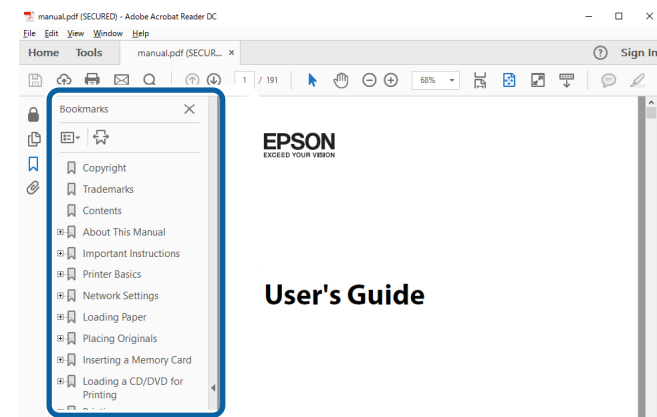 manual.pdf (SECURED) - Adobe Acrobat Reader DC
File Edit View Window Help
Home Tools manual.pdf (SECUR... ×
Sign In
1 / 191
68%
Bookmarks
Copyright
Trademarks
Contents
About This Manual
Important Instructions
Printer Basics
Network Settings
Loading Paper
Placing Originals
Inserting a Memory Card
Loading a CD/DVD for
Printing
EPSON
EXCEED YOUR VISION
User's Guide